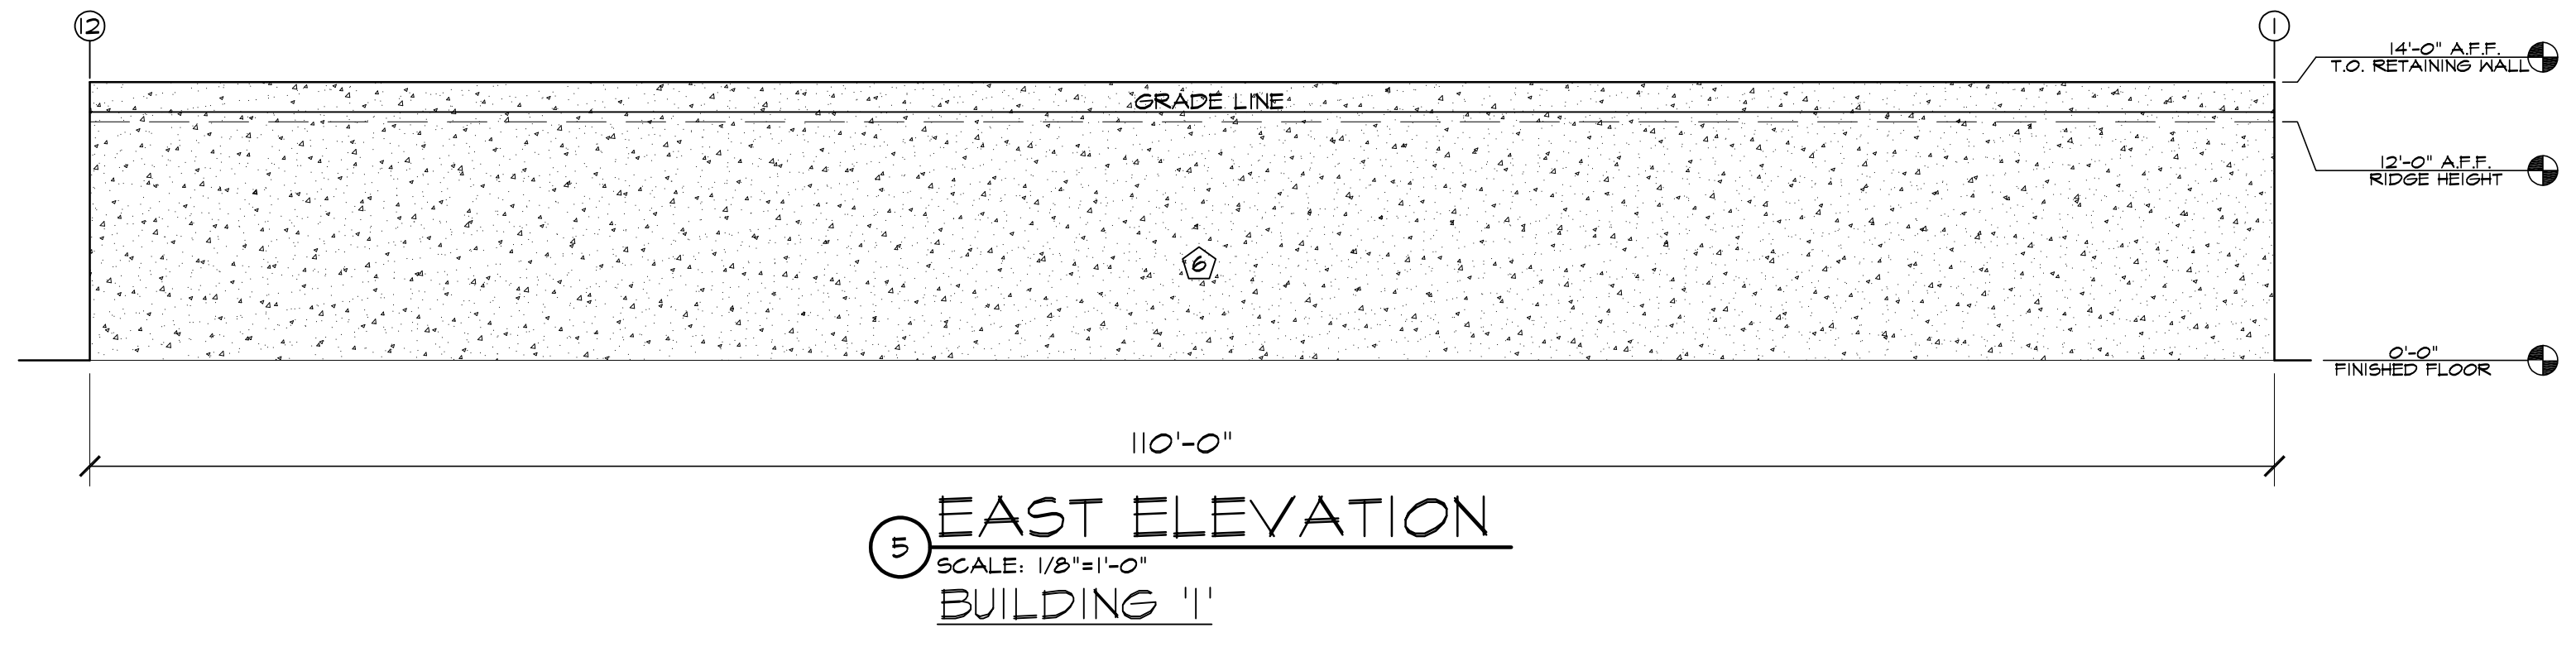 12
1
14'-0" A.F.F.
T.O. RETAINING WALL
GRADE LINE
12'-0" A.F.F.
RIDGE HEIGHT
6
0'-0"
FINISHED FLOOR
110'-0"
EAST ELEVATION
5
SCALE: 1/8"=1'-0"
BUILDING '1'